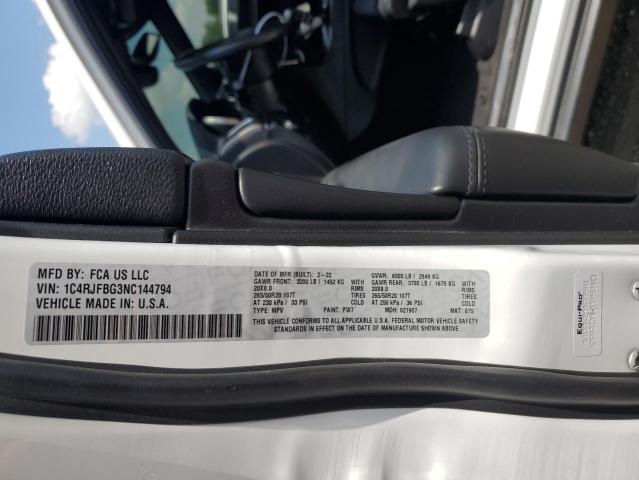 MFD BY: FCA US LLC
VIN: 1C4RJFBG3NC144794
VEHICLE MADE IN U.S.A.
DATE OF MFR (BUILT): 2-22 GVWR: 6500 LB / 2949 KG
GAWR FRONT: 3200 LB / 1452 KG WITH GAWR REAR: 3700 LB / 1679 KG WITH
20X8.0 RIMS 20X8.0 RIMS
265/50R20 107T 265/50R20 107T
AT 230 kPa / 33 PSI COLD AT 250 kPa / 36 PSI COLD
TYPE: MPV PAINT: PW7 MDH: 021907 MKT: 87S
THIS VEHICLE CONFORMS TO ALL APPLICABLE U.S.A. FEDERAL MOTOR VEHICLE SAFETY
STANDARDS IN EFFECT ON THE DATE OF MANUFACTURE SHOWN ABOVE
Equi-Pad